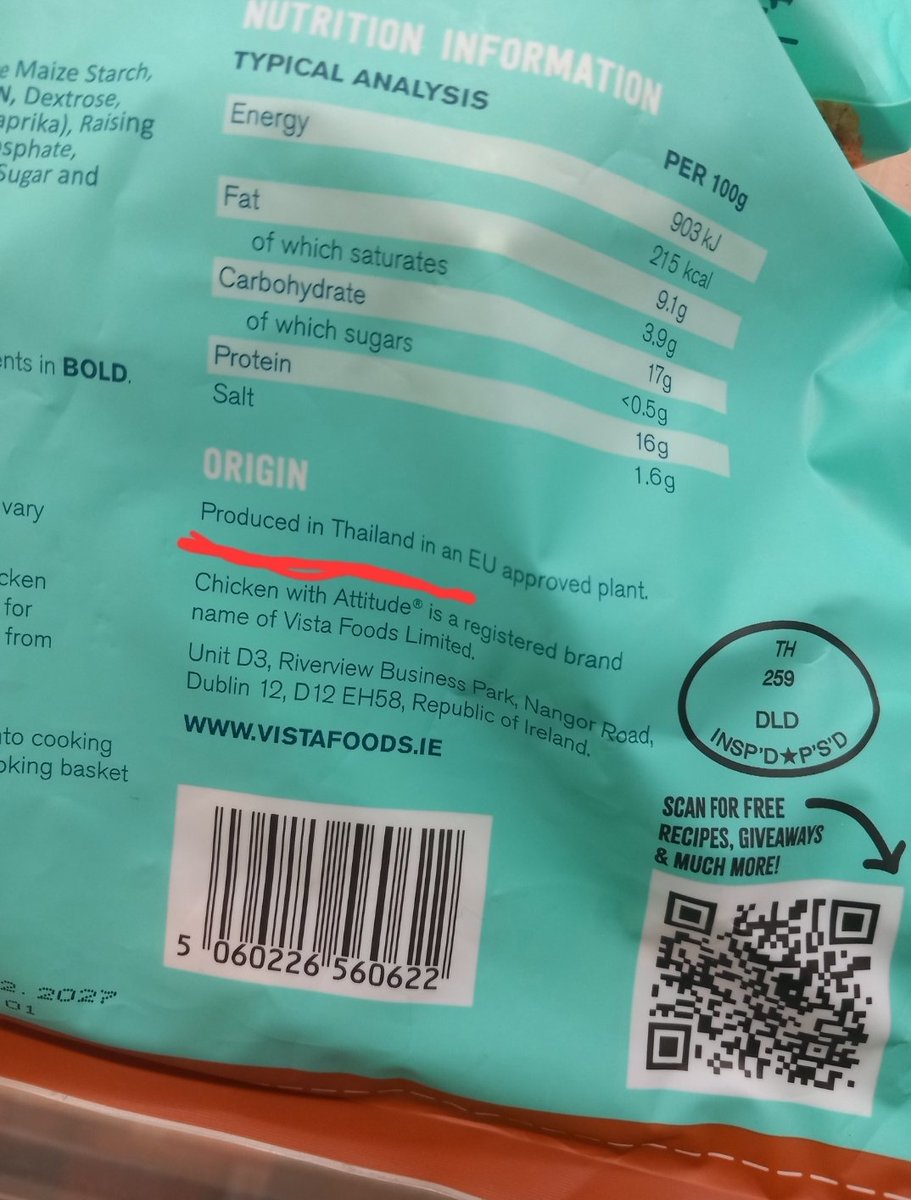 e Maize Starch,
N, Dextrose,
aprika), Raising
sphate,
Sugar and
ents in BOLD.
vary
cken
for
from
nto cooking
oking basket
2. 2027
01
NUTRITION INFORMATION
TYPICAL ANALYSIS
PER 100g
Energy
903 kJ
215 kcal
Fat
9.1g
of which saturates
3.9g
Carbohydrate
17g
of which sugars
<0.5g
Protein
16g
Salt
1.6g
ORIGIN
Produced in Thailand in an EU approved plant.
Chicken with Attitude® is a registered brand
name of Vista Foods Limited.
Unit D3, Riverview Business Park, Nangor Road,
Dublin 12, D12 EH58, Republic of Ireland.
WWW.VISTAFOODS.IE
TH
259
DLD
INSP'D★P'S'D
SCAN FOR FREE
RECIPES, GIVEAWAYS
& MUCH MORE!
5 060226 560622